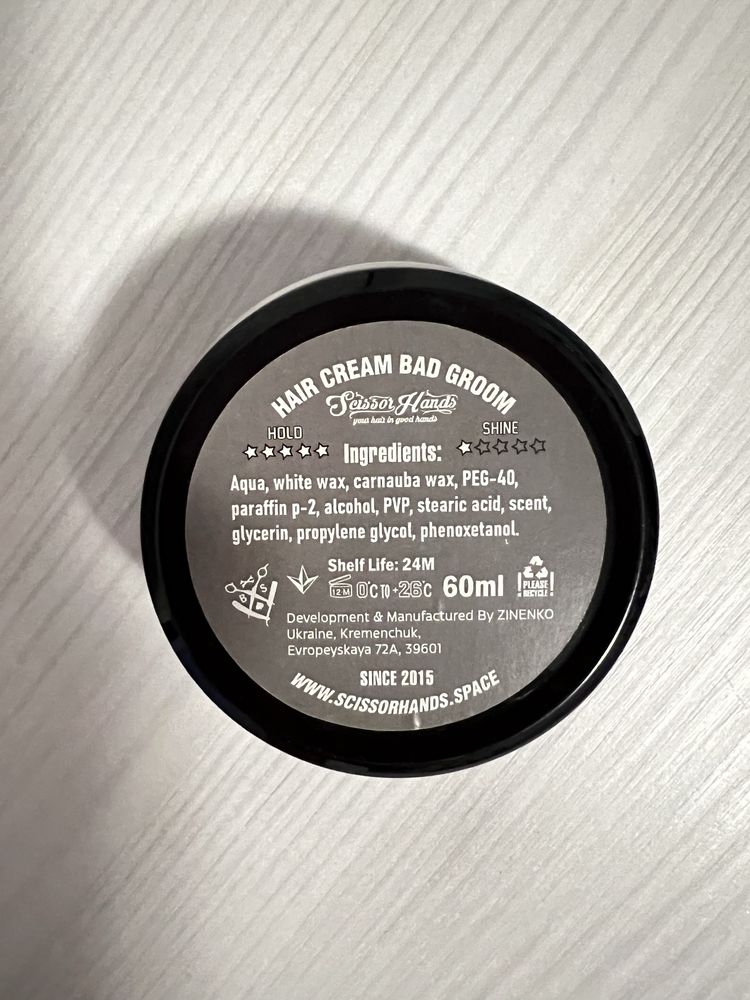 HAIR CREAM BAD GROOM
Scissor Hands
your hair in good hands
HOLD
SHINE
Ingredients:
Aqua, white wax, carnauba wax, PEG-40,
paraffin p-2, alcohol, PVP, stearic acid, scent,
glycerin, propylene glycol, phenoxetanol.
Shelf Life: 24M
12 M 0°C TO +26°C 60ml
PLEASE
RECYCLE
B S
Development & Manufactured By ZINENKO
Ukraine, Kremenchuk,
Evropeyskaya 72A, 39601
SINCE 2015
WWW.SCISSORHANDS.SPACE